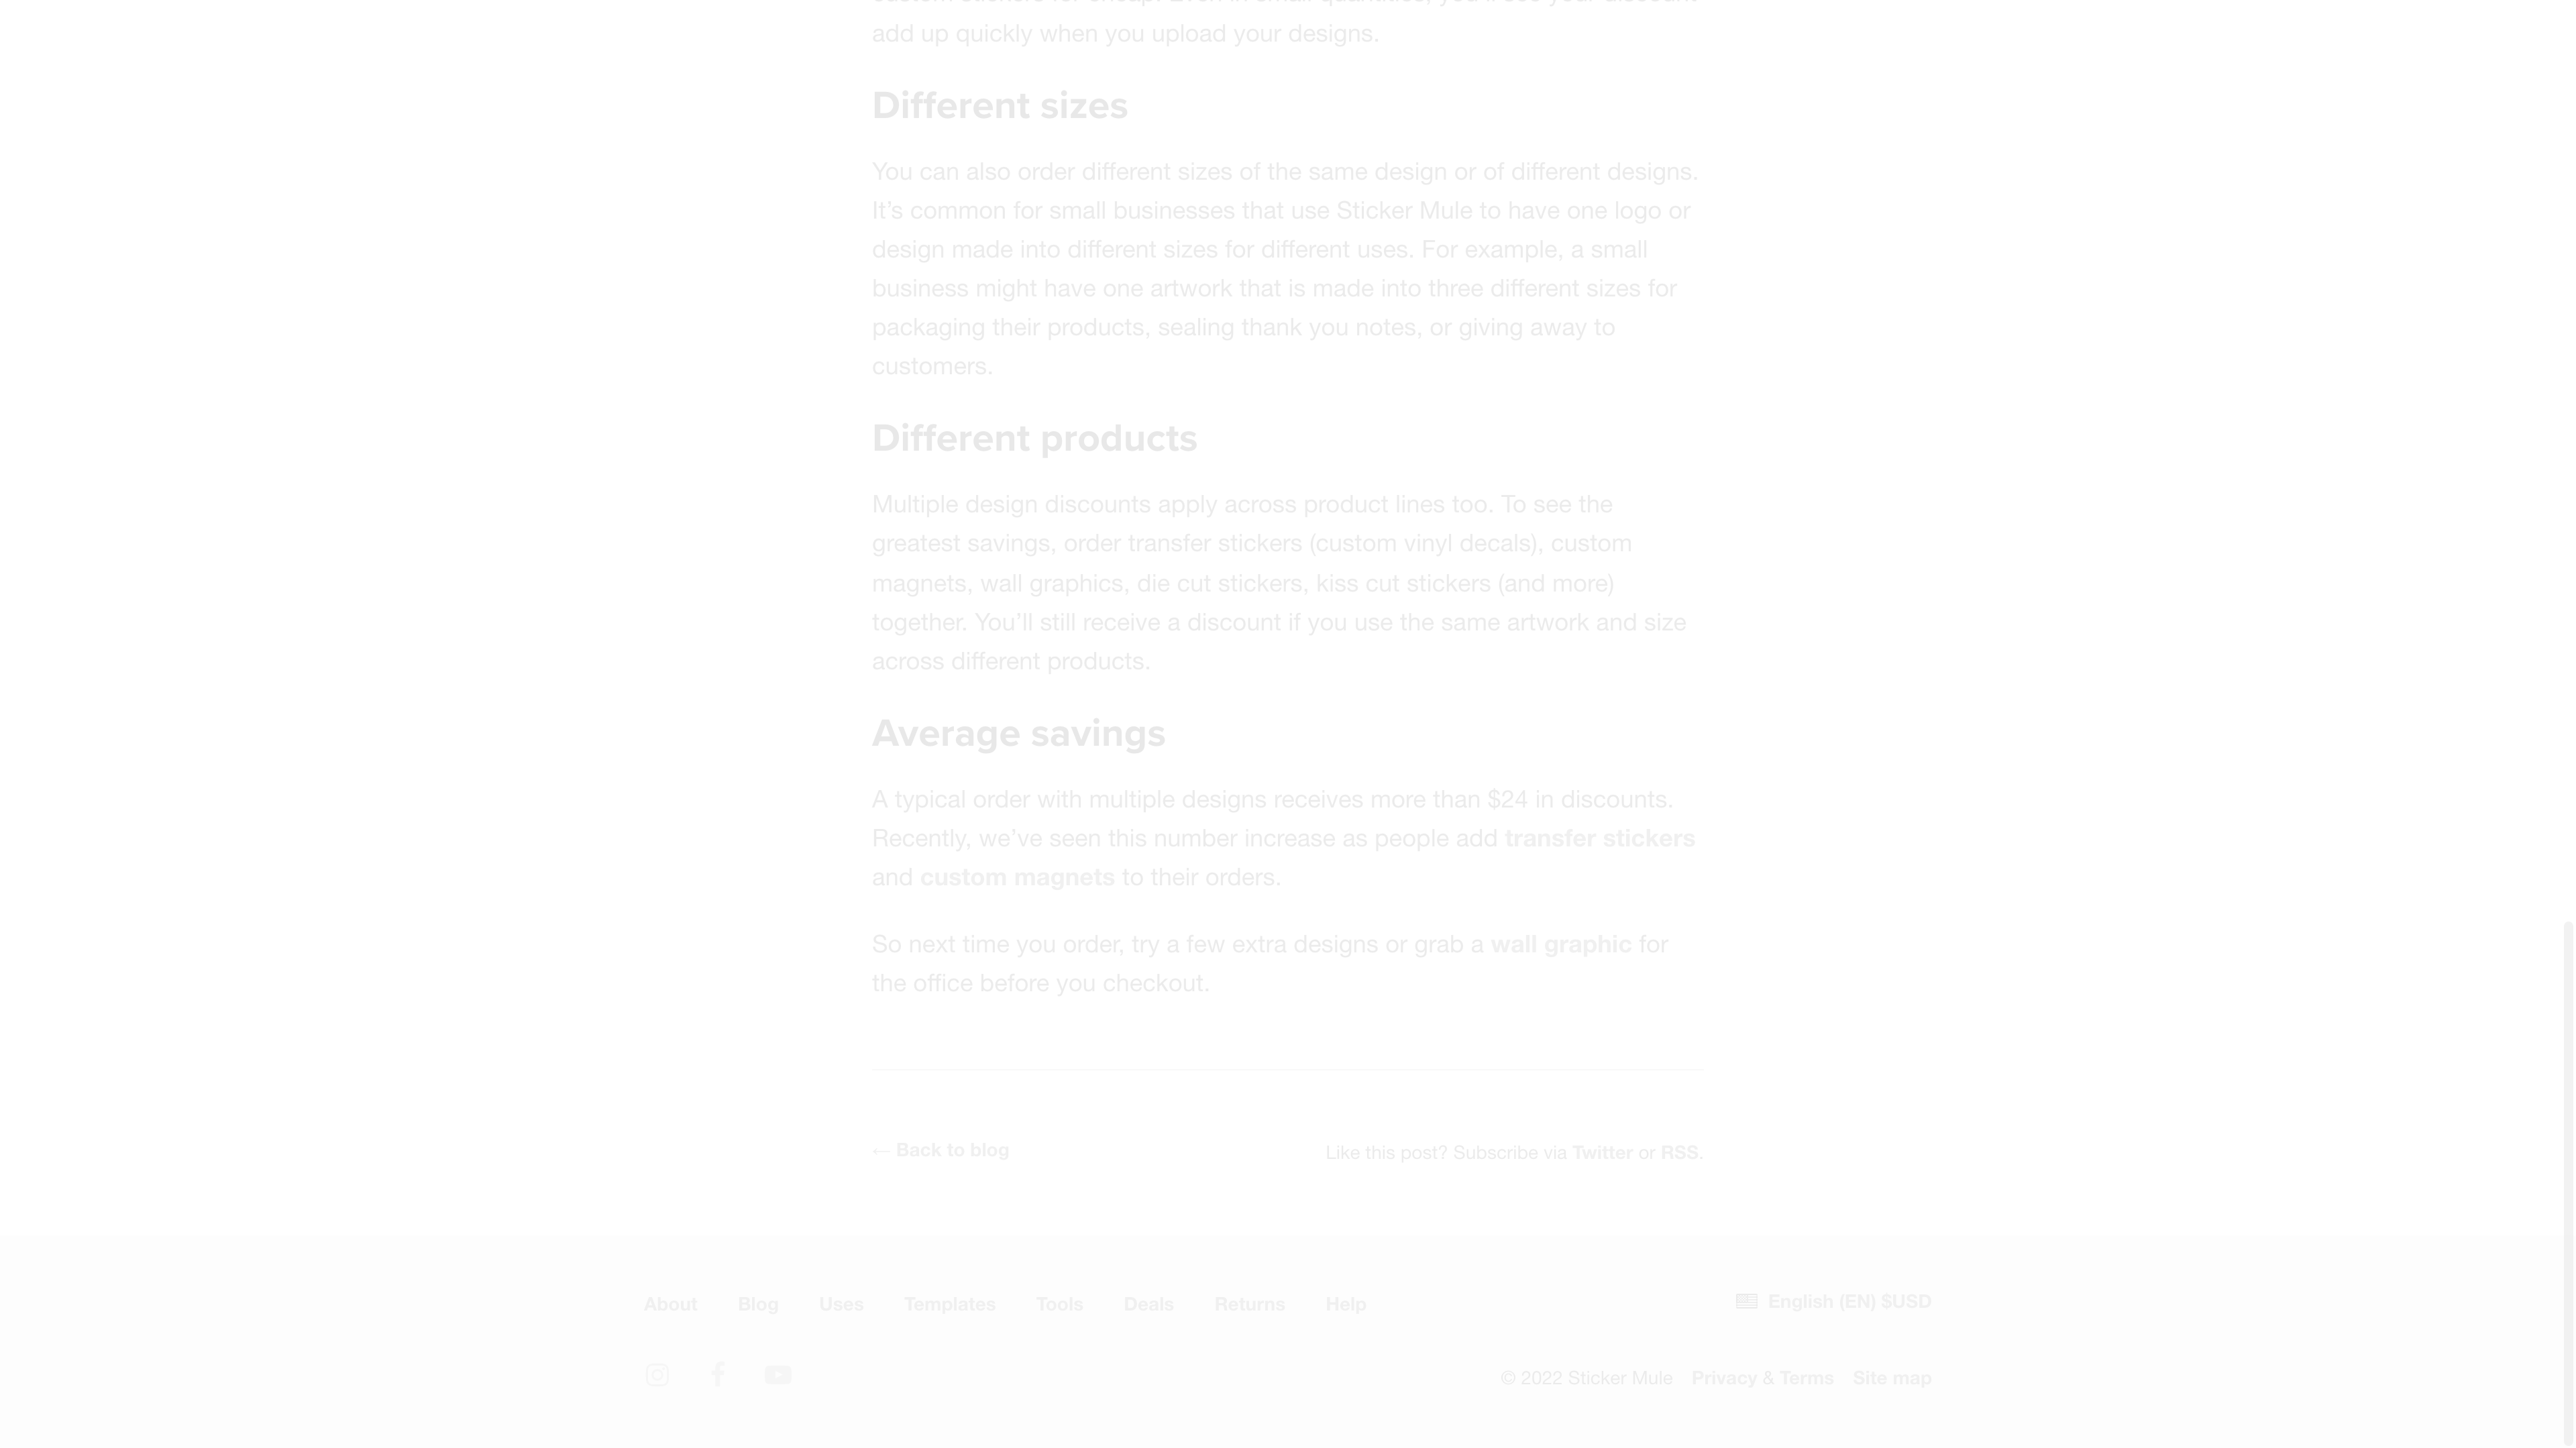 add up quickly when you upload your designs.
Different sizes
You can also order different sizes of the same design or of different designs.
It’s common for small businesses that use Sticker Mule to have one logo or
design made into different sizes for different uses. For example, a small
business might have one artwork that is made into three different sizes for
packaging their products, sealing thank you notes, or giving away to
customers.
Different products
Multiple design discounts apply across product lines too. To see the
greatest savings, order transfer stickers (custom vinyl decals), custom
magnets, wall graphics, die cut stickers, kiss cut stickers (and more)
together. You’ll still receive a discount if you use the same artwork and size
across different products.
Average savings
A typical order with multiple designs receives more than $24 in discounts.
Recently, we’ve seen this number increase as people add transfer stickers
and custom magnets to their orders.
So next time you order, try a few extra designs or grab a wall graphic for
the office before you checkout.
← Back to blog
Like this post? Subscribe via Twitter or RSS.
About Blog Uses Templates Tools Deals Returns Help
English (EN) $USD
© 2022 Sticker Mule Privacy & Terms Site map